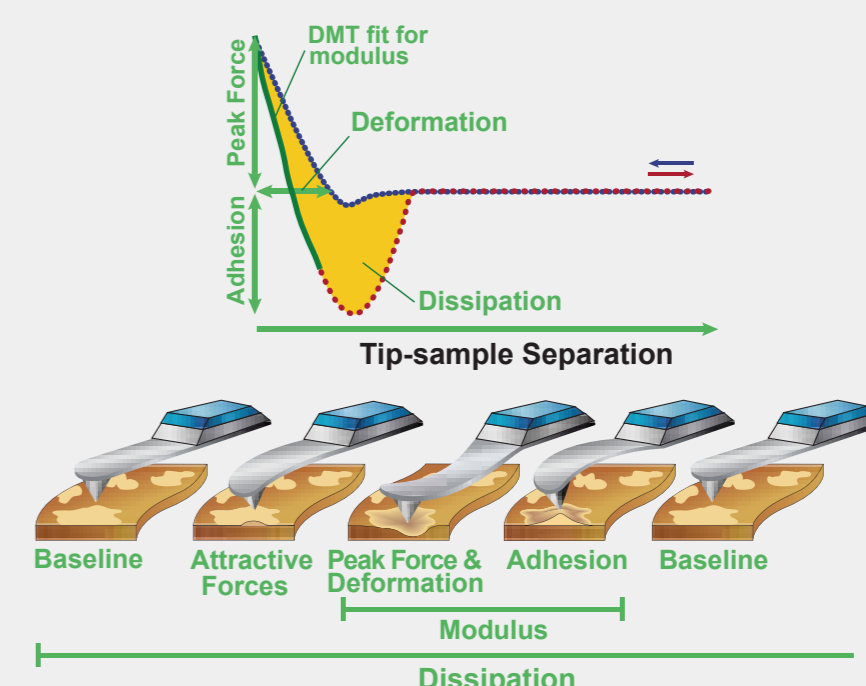 DMT fit for
modulus
Peak Force
Deformation
Adhesion
Dissipation
Tip-sample Separation
Baseline
Attractive
Forces
Peak Force &
Deformation
Adhesion
Baseline
Modulus
Dissipation